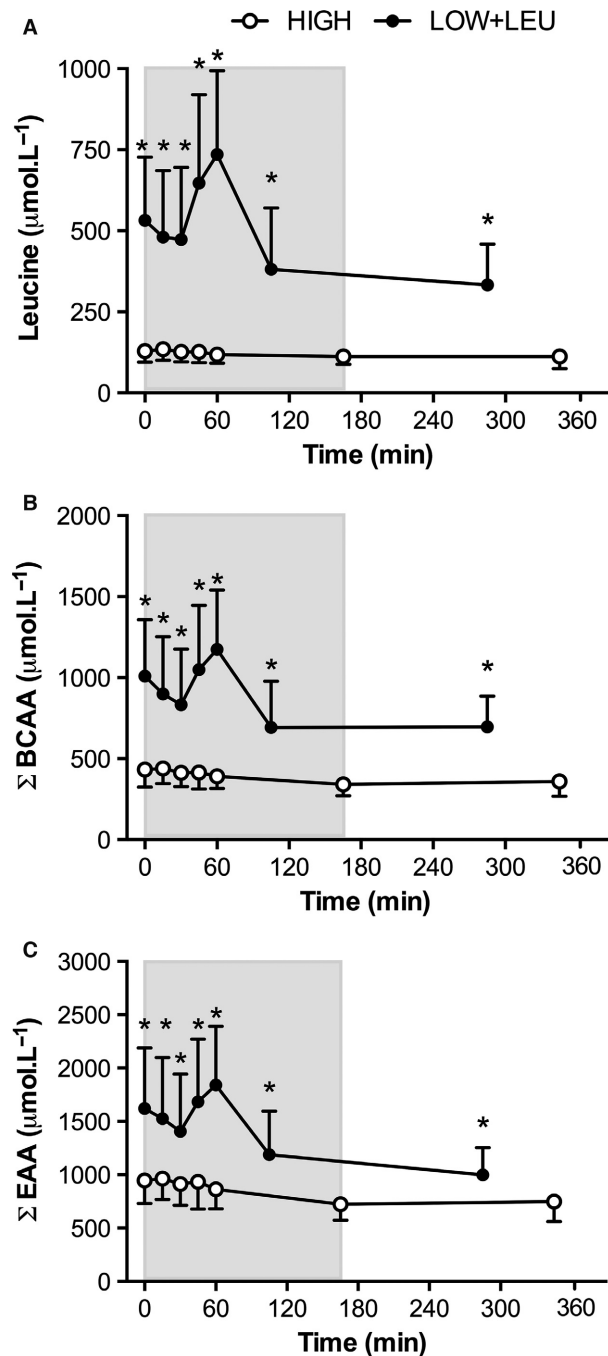 A
HIGH LOW+LEU
1000
750
500
250
0
Leucine (μmol.L⁻¹)
* * * * * * *
0 60 120 180 240 300 360
Time (min)
B
2000
1500
1000
500
0
Σ BCAA (μmol.L⁻¹)
* * * * * * *
0 60 120 180 240 300 360
Time (min)
C
3000
2500
2000
1500
1000
500
0
Σ EAA (μmol.L⁻¹)
* * * * * * *
0 60 120 180 240 300 360
Time (min)